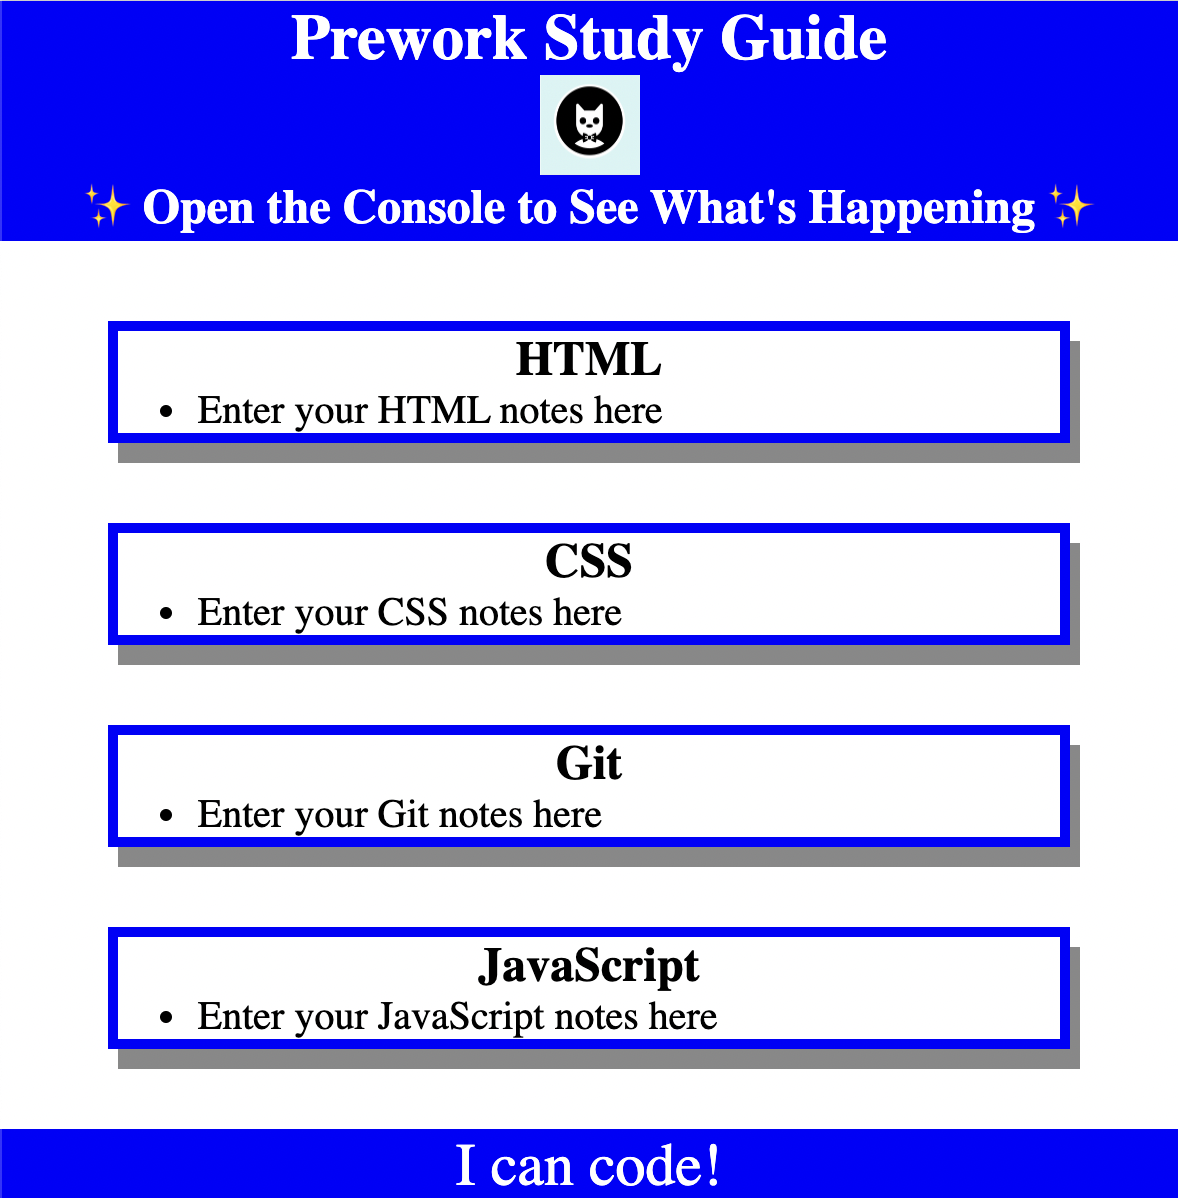 Prework Study Guide
✨ Open the Console to See What's Happening ✨
HTML
• Enter your HTML notes here
CSS
• Enter your CSS notes here
Git
• Enter your Git notes here
JavaScript
• Enter your JavaScript notes here
I can code!